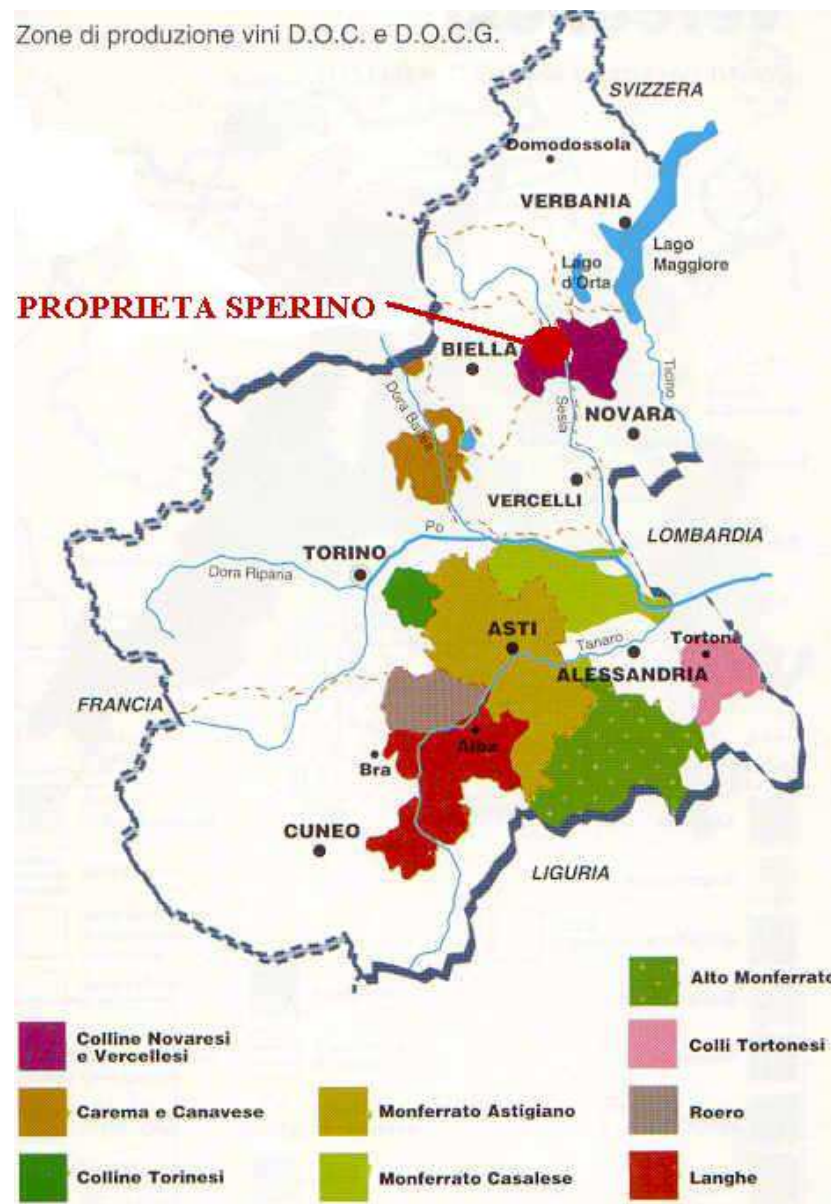 Zone di produzione vini D.O.C. e D.O.C.G.
SVIZZERA
Domodossola
VERBANIA
Lago
Maggiore
Lago
d'Orta
PROPRIETA SPERINO
BIELLA
Ticino
Dora Baltea
Sesia
NOVARA
VERCELLI
Po
LOMBARDIA
TORINO
Dora Riparia
ASTI
Tanaro
Tortona
ALESSANDRIA
FRANCIA
Alba
Bra
CUNEO
LIGURIA
Alto Monferrato
Colline Novaresi
e Vercellesi
Colli Tortonesi
Carema e Canavese
Monferrato Astigiano
Roero
Colline Torinesi
Monferrato Casalese
Langhe